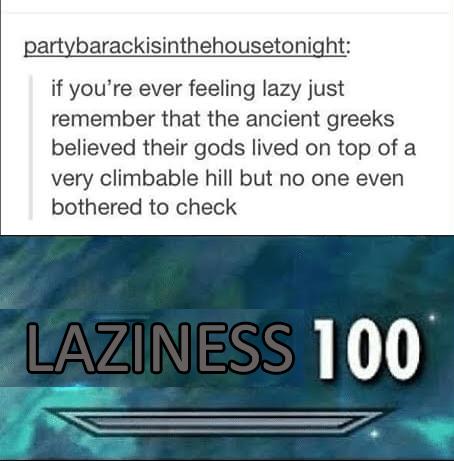 partybarackisinthehousetonight:
if you're ever feeling lazy just
remember that the ancient greeks
believed their gods lived on top of a
very climbable hill but no one even
bothered to check
LAZINESS 100